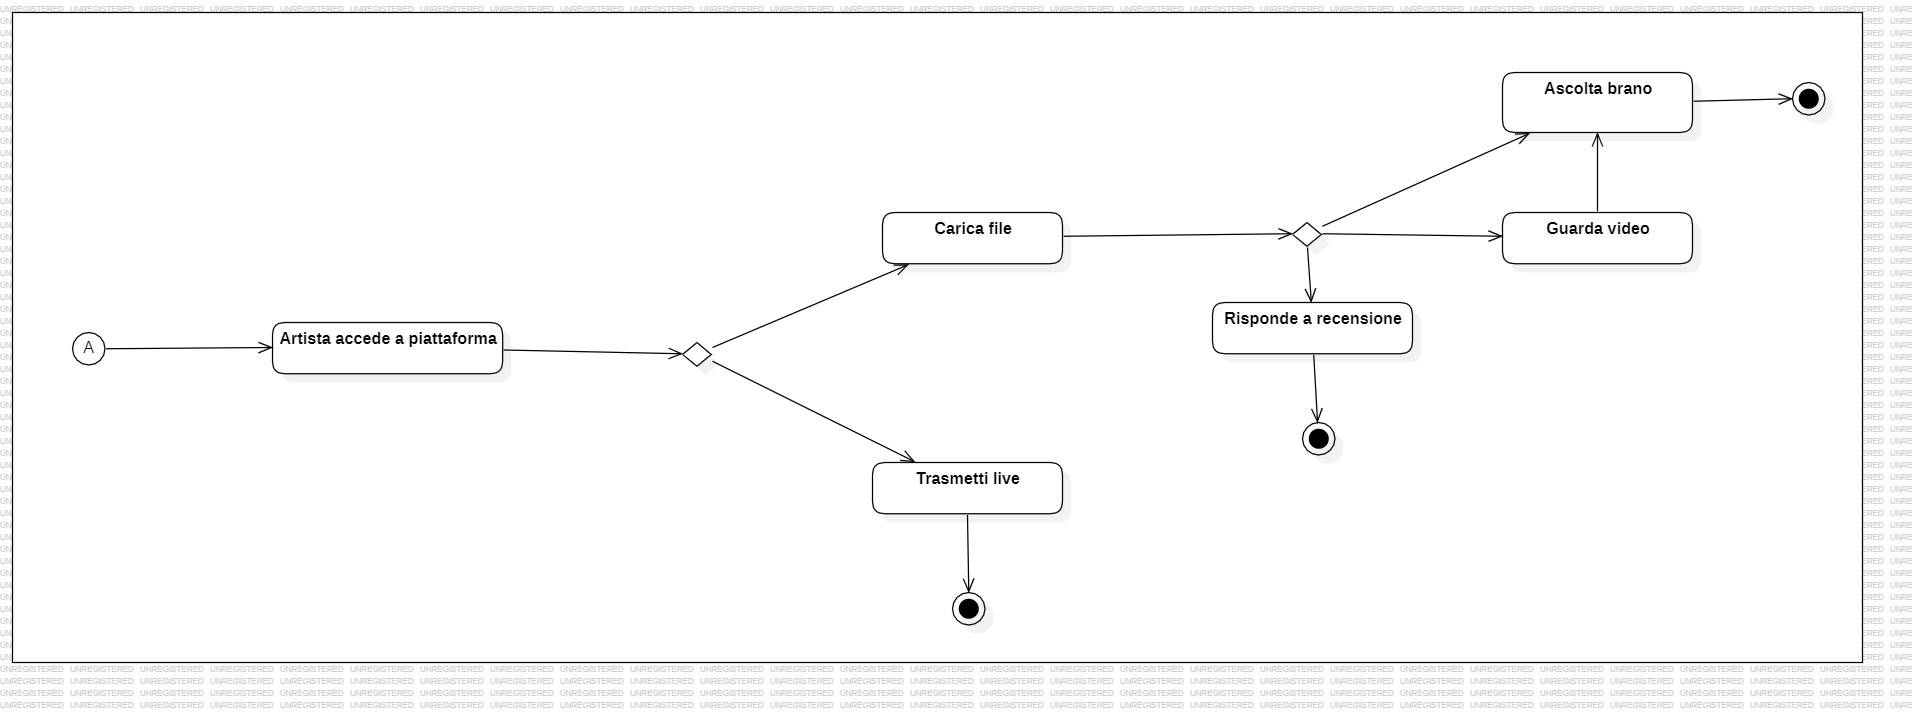 Ascolta brano
Carica file
Guarda video
Risponde a recensione
A
Artista accede a piattaforma
Trasmetti live
UNREGISTERED